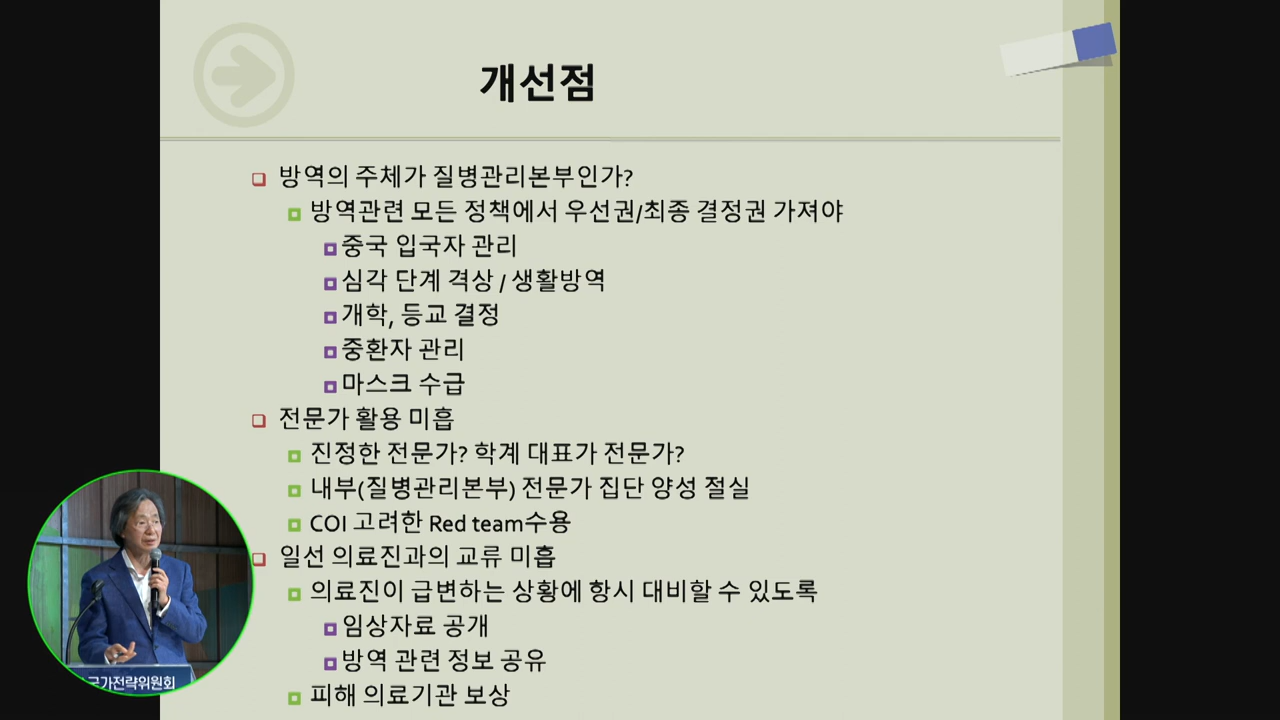 개선점
방역의 주체가 질병관리본부인가?
방역관련 모든 정책에서 우선권/최종 결정권 가져야
중국 입국자 관리
심각 단계 격상 / 생활방역
개학, 등교 결정
중환자 관리
마스크 수급
전문가 활용 미흡
진정한 전문가? 학계 대표가 전문가?
내부(질병관리본부) 전문가 집단 양성 절실
COI 고려한 Red team수용
일선 의료진과의 교류 미흡
의료진이 급변하는 상황에 항시 대비할 수 있도록
임상자료 공개
방역 관련 정보 공유
피해 의료기관 보상
국가전략위원회